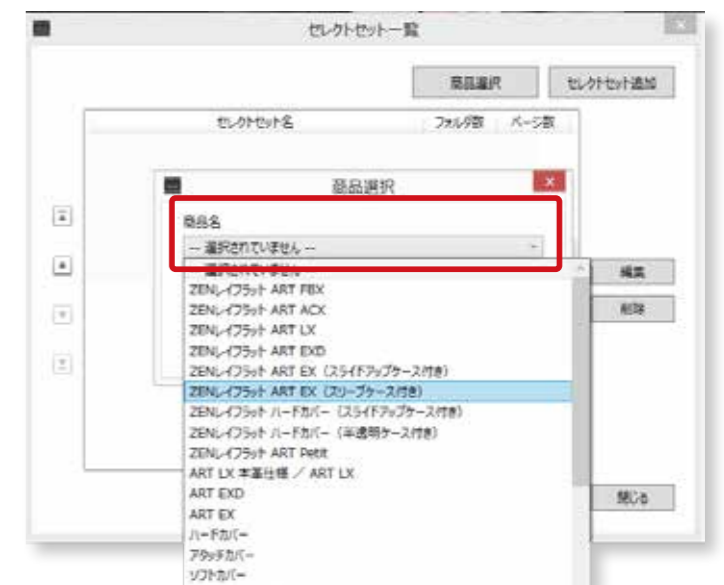 セレクトセット一覧
商品選択
セレクトセット追加
セレクトセット名 フォルダ数 ページ数
商品選択
商品名
-- 選択されていません --
-- 選択されていません --
ZENレイフラット ART FBX
ZENレイフラット ART ACX
ZENレイフラット ART LX
ZENレイフラット ART EXD
ZENレイフラット ART EX（スライドアップケース付き）
ZENレイフラット ART EX（スリーブケース付き）
ZENレイフラット ハードカバー（スライドアップケース付き）
ZENレイフラット ハードカバー（半透明ケース付き）
ZENレイフラット ART Petit
ART LX 本革仕様 ／ ART LX
ART EXD
ART EX
ハードカバー
アタッチカバー
ソフトカバー
編集
削除
閉じる